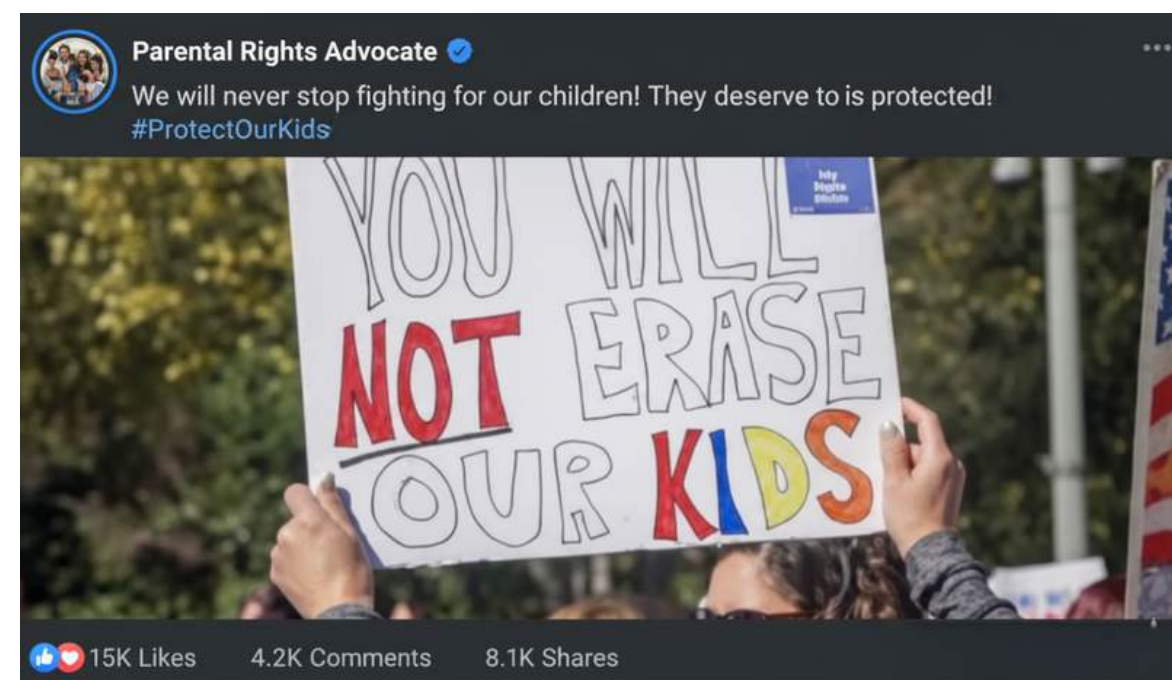 Parental Rights Advocate
We will never stop fighting for our children! They deserve to is protected!
#ProtectOurKids
YOU WILL
NOT ERASE
OUR KIDS
15K Likes 4.2K Comments 8.1K Shares